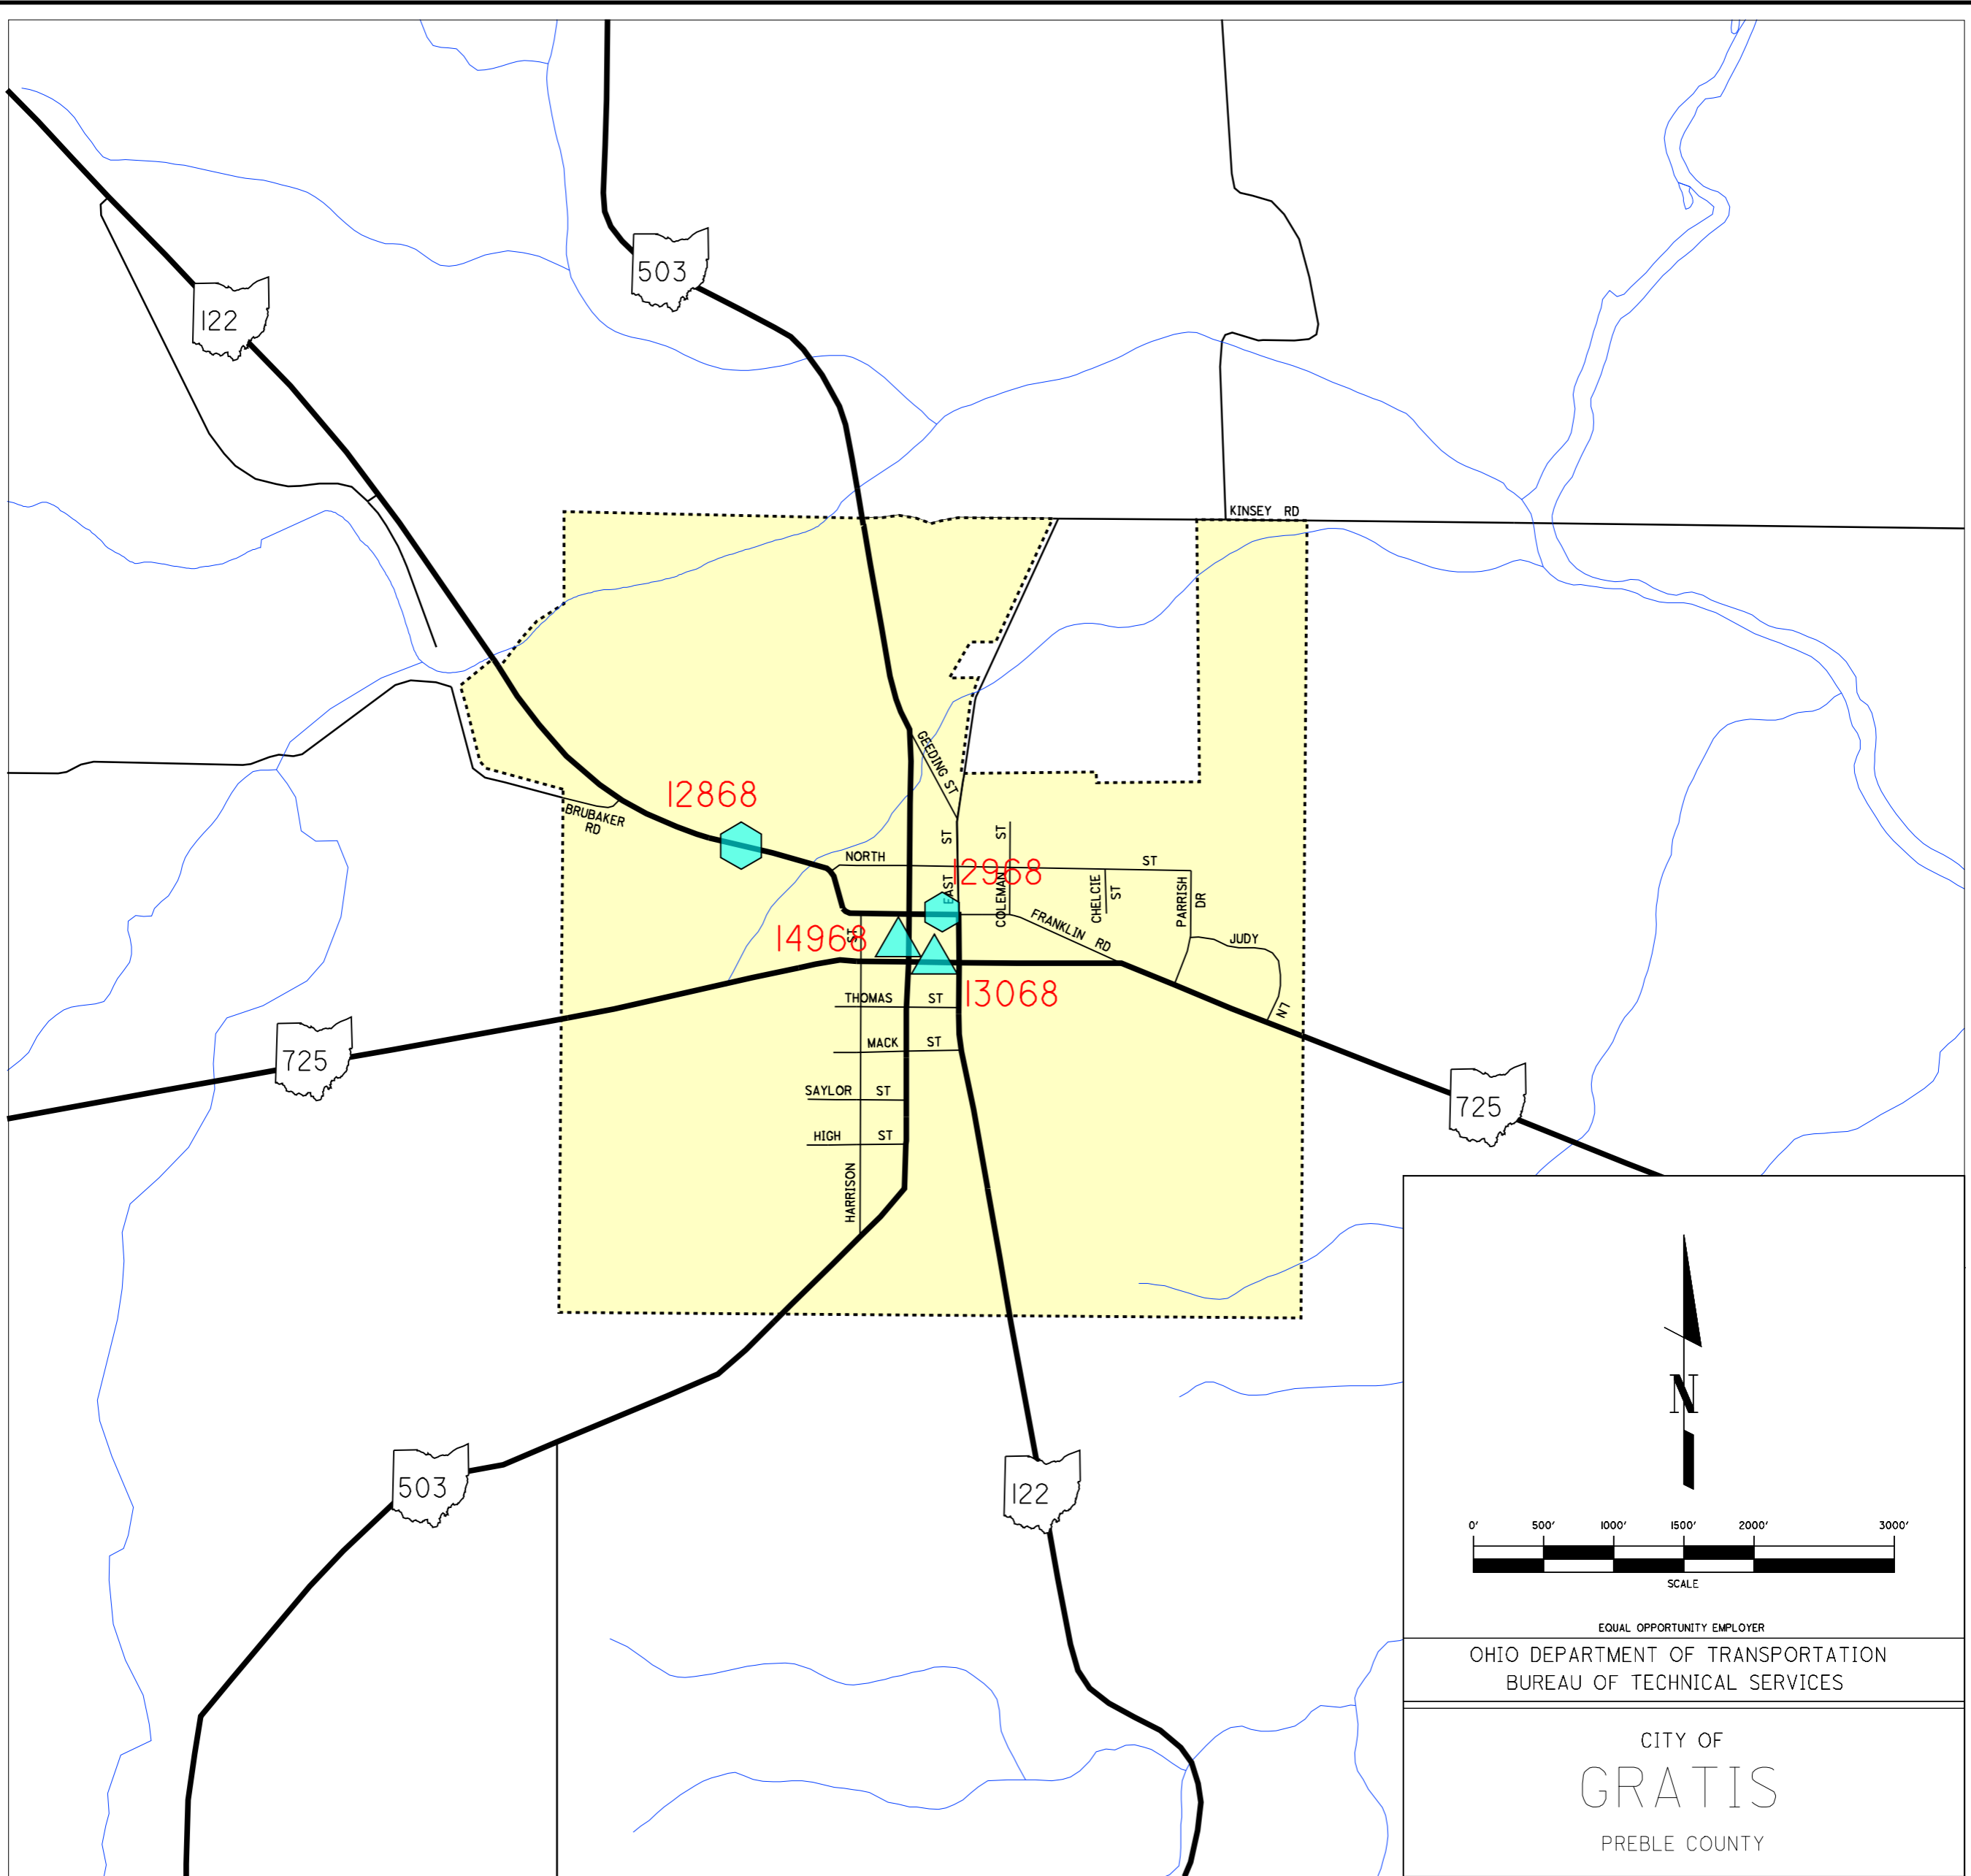 503
122
KINSEY RD
GEEDING ST
12868
BRUBAKER
RD
EAST ST
COLEMAN ST
NORTH ST
12968
CHELCIE
ST
PARRISH
DR
FRANKLIN RD
JUDY
LN
14968
13068
THOMAS ST
MACK ST
SAYLOR ST
HIGH ST
HARRISON ST
725
725
503
122
N
0' 500' 1000' 1500' 2000' 3000'
SCALE
EQUAL OPPORTUNITY EMPLOYER
OHIO DEPARTMENT OF TRANSPORTATION
BUREAU OF TECHNICAL SERVICES
CITY OF
GRATIS
PREBLE COUNTY